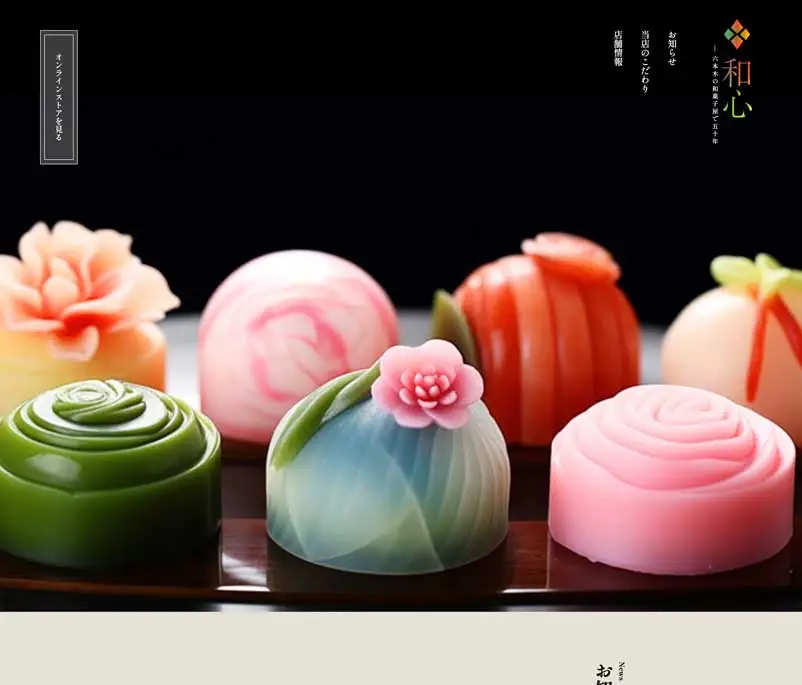 和心
― 六本木の和菓子屋で五十年
お知らせ
当店のこだわり
店舗情報
オンラインストアを見る
News
お知